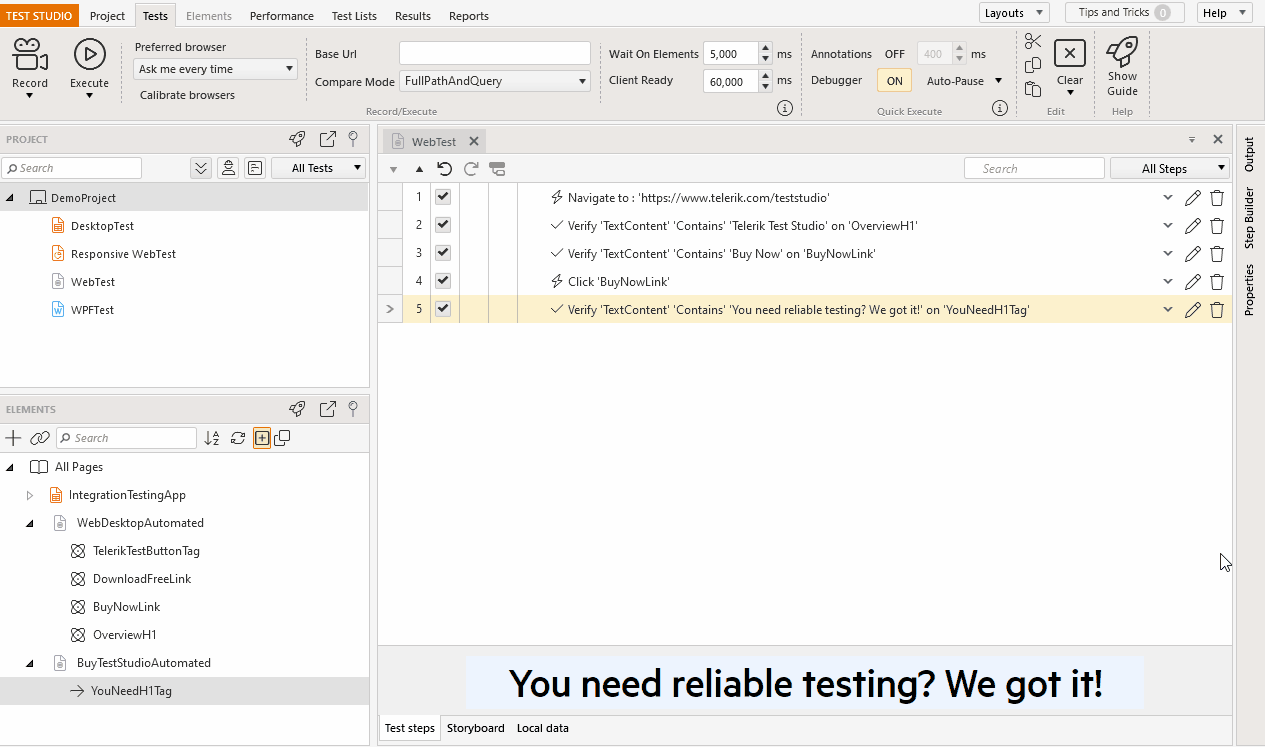 TEST STUDIO Project Tests Elements Performance Test Lists Results Reports Layouts Tips and Tricks 0 Help
Record
Execute
Preferred browser
Ask me every time
Calibrate browsers
Base Url
Compare Mode FullPathAndQuery
Record/Execute
Wait On Elements 5,000 ms
Client Ready 60,000 ms
Annotations OFF 400 ms
Debugger ON Auto-Pause
Quick Execute
Clear
Edit
Show
Guide
Help
PROJECT
Search All Tests
DemoProject
DesktopTest
Responsive WebTest
WebTest
WPFTest
ELEMENTS
Search
All Pages
IntegrationTestingApp
WebDesktopAutomated
TelerikTestButtonTag
DownloadFreeLink
BuyNowLink
OverviewH1
BuyTestStudioAutomated
YouNeedH1Tag
WebTest
Search All Steps
1 Navigate to : 'https://www.telerik.com/teststudio'
2 Verify 'TextContent' 'Contains' 'Telerik Test Studio' on 'OverviewH1'
3 Verify 'TextContent' 'Contains' 'Buy Now' on 'BuyNowLink'
4 Click 'BuyNowLink'
5 Verify 'TextContent' 'Contains' 'You need reliable testing? We got it!' on 'YouNeedH1Tag'
You need reliable testing? We got it!
Test steps Storyboard Local data
Output
Step Builder
Properties